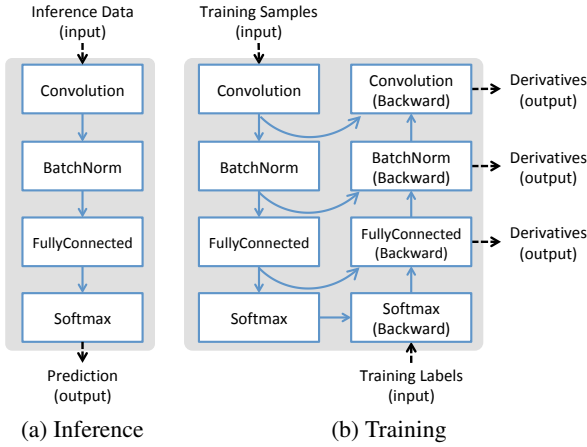 Inference Data
(input)
Convolution
BatchNorm
FullyConnected
Softmax
Prediction
(output)
(a) Inference
Training Samples
(input)
Convolution
BatchNorm
FullyConnected
Softmax
Convolution
(Backward)
BatchNorm
(Backward)
FullyConnected
(Backward)
Softmax
(Backward)
Derivatives
(output)
Derivatives
(output)
Derivatives
(output)
Training Labels
(input)
(b) Training